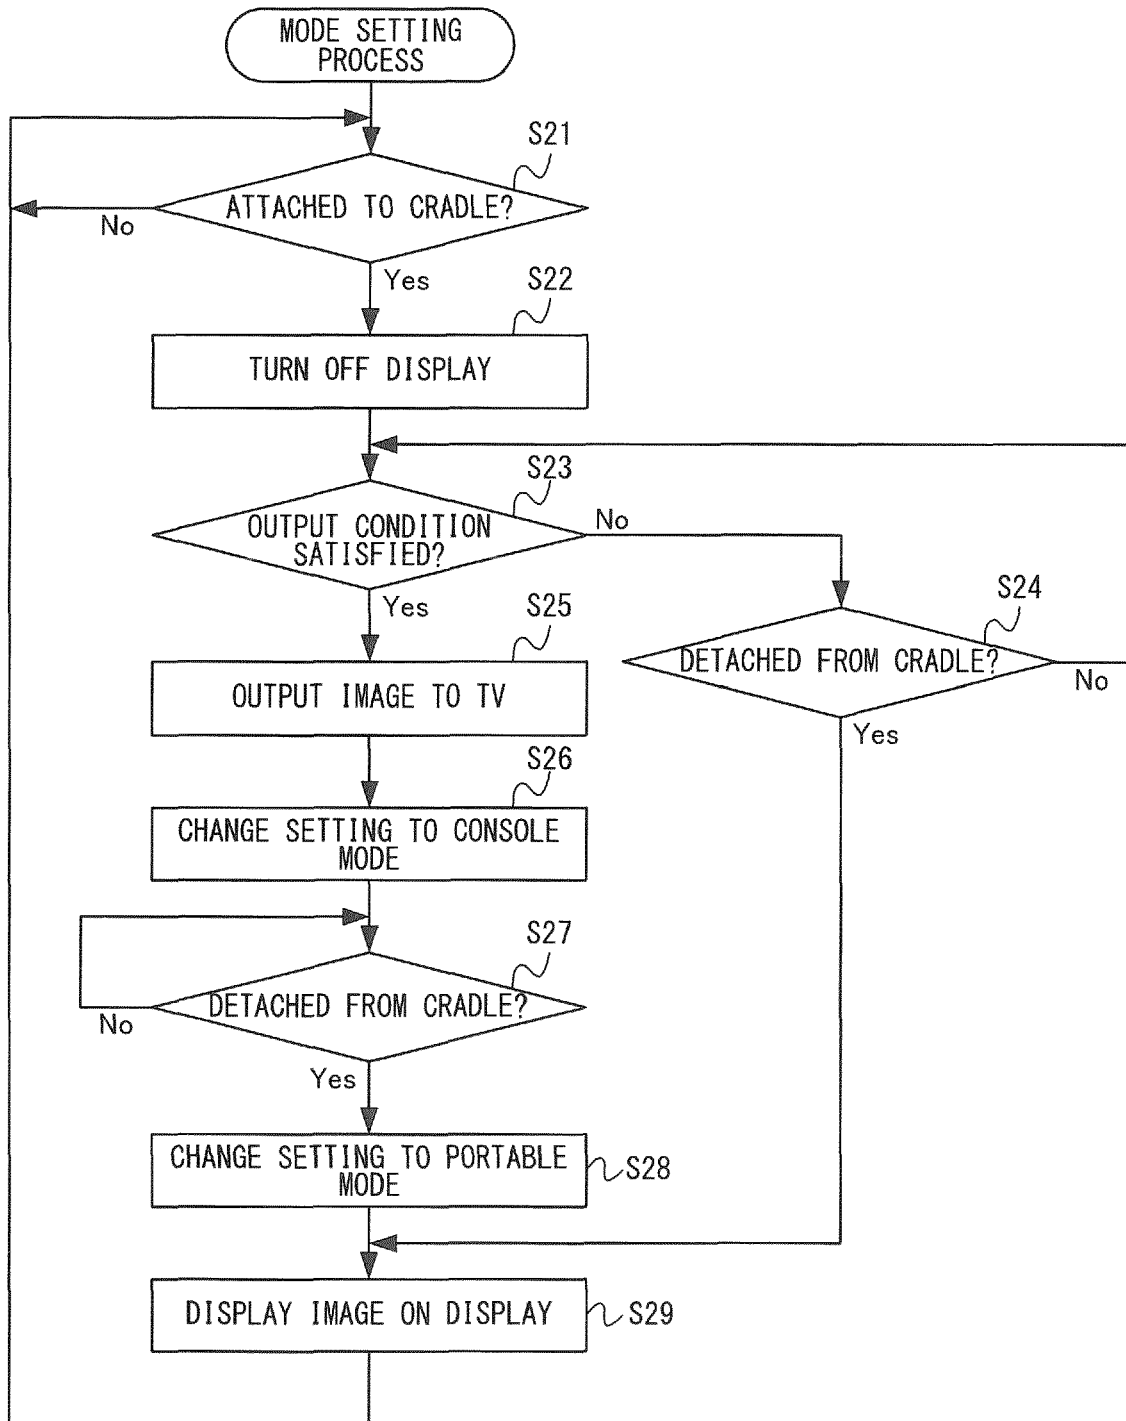 MODE SETTING
PROCESS
S21
ATTACHED TO CRADLE?
No
Yes
S22
TURN OFF DISPLAY
S23
OUTPUT CONDITION
SATISFIED?
No
Yes
S24
DETACHED FROM CRADLE?
No
Yes
S25
OUTPUT IMAGE TO TV
S26
CHANGE SETTING TO CONSOLE
MODE
S27
DETACHED FROM CRADLE?
No
Yes
CHANGE SETTING TO PORTABLE
MODE
S28
DISPLAY IMAGE ON DISPLAY
S29